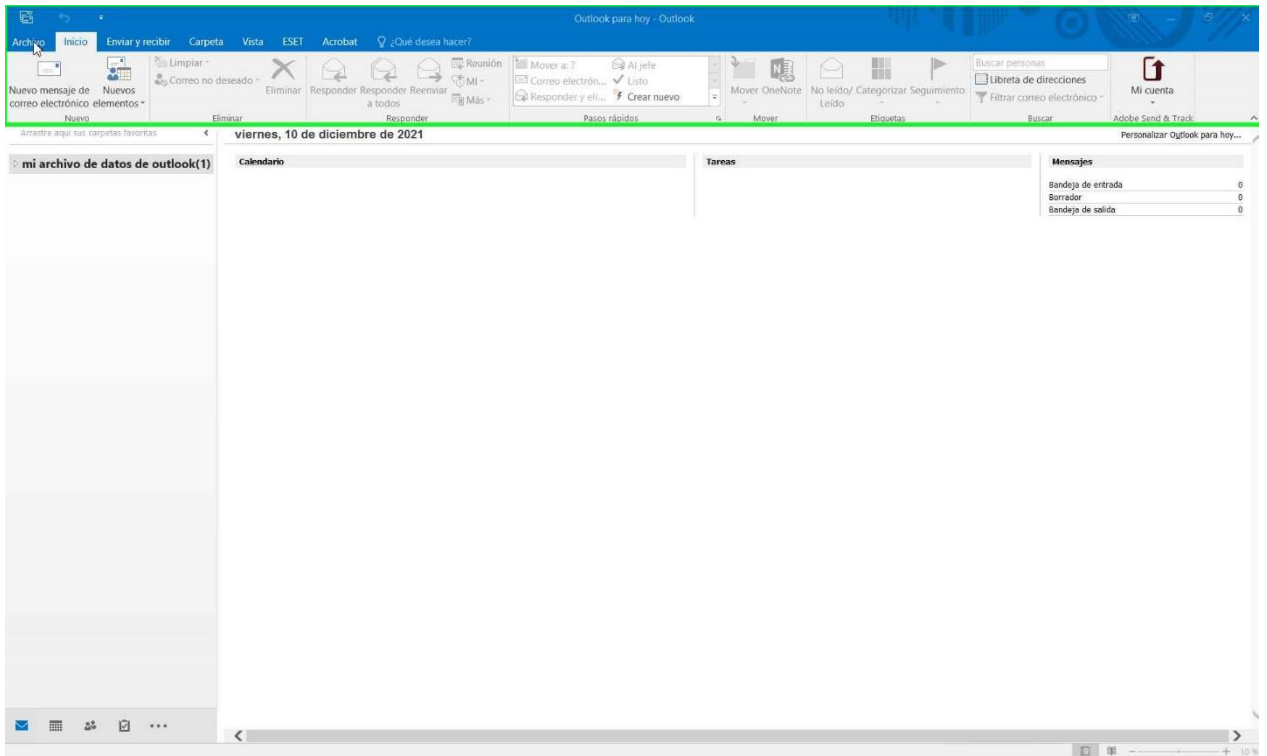 Outlook para hoy - Outlook
Archivo Inicio Enviar y recibir Carpeta Vista ESET Acrobat ¿Qué desea hacer?
Nuevo mensaje de correo electrónico
Nuevos elementos
Nuevo
Limpiar
Correo no deseado
Eliminar
Eliminar
Responder
Responder a todos
Reenviar
Reunión
MI
Más
Responder
Mover a: ?
Correo electrón...
Responder y eli...
Al jefe
Listo
Crear nuevo
Pasos rápidos
Mover
OneNote
Mover
No leído/ Leído
Categorizar
Seguimiento
Etiquetas
Buscar personas
Libreta de direcciones
Filtrar correo electrónico
Buscar
Mi cuenta
Adobe Send & Track
Arrastre aquí sus carpetas favoritas
mi archivo de datos de outlook(1)
viernes, 10 de diciembre de 2021
Personalizar Outlook para hoy...
Calendario
Tareas
Mensajes
Bandeja de entrada 0
Borrador 0
Bandeja de salida 0
10 %